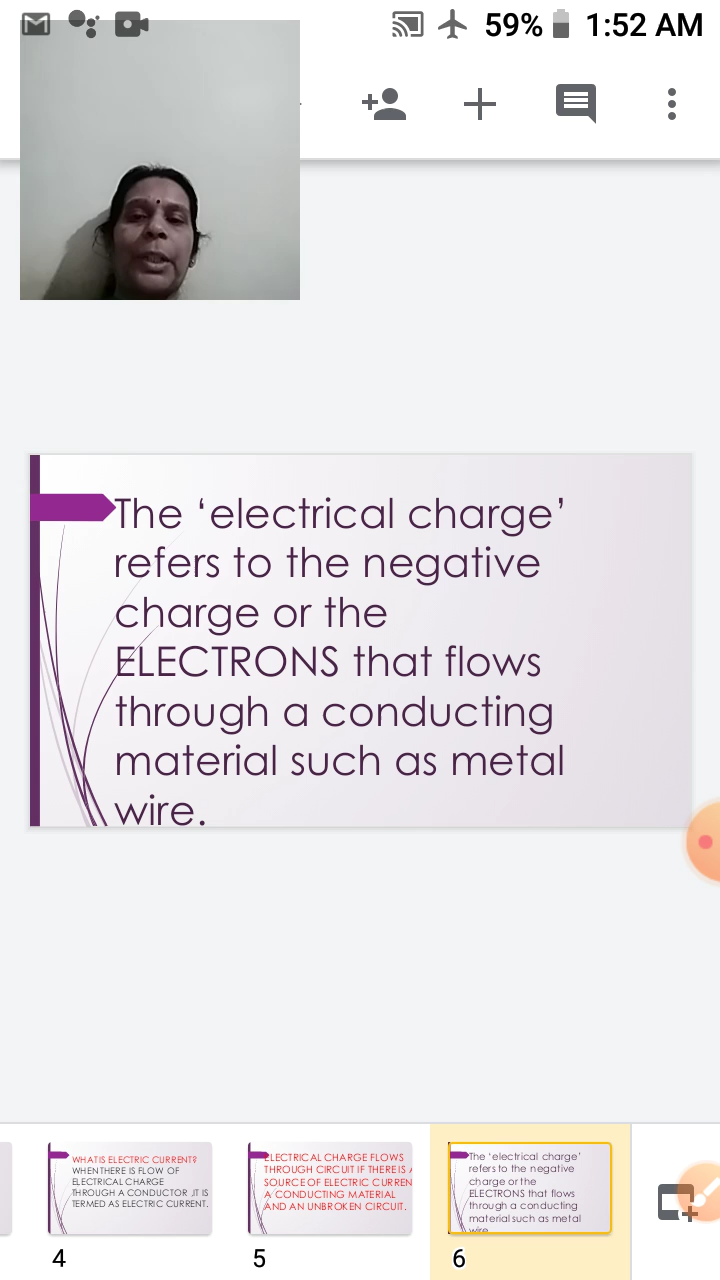 59% 1:52 AM
The ‘electrical charge’
refers to the negative
charge or the
ELECTRONS that flows
through a conducting
material such as metal
wire.
WHAT IS ELECTRIC CURRENT?
WHEN THERE IS FLOW OF
ELECTRICAL CHARGE
THROUGH A CONDUCTOR .IT IS
TERMED AS ELECTRIC CURRENT.
4
ELECTRICAL CHARGE FLOWS
THROUGH CIRCUIT IF THERE IS A
SOURCE OF ELECTRIC CURREN
A CONDUCTING MATERIAL
AND AN UNBROKEN CIRCUIT.
5
The ‘electrical charge’
refers to the negative
charge or the
ELECTRONS that flows
through a conducting
material such as metal
wire.
6